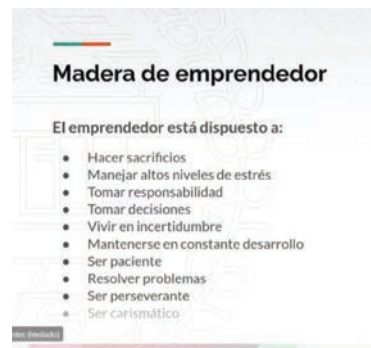 Madera de emprendedor
El emprendedor está dispuesto a:
● Hacer sacrificios
● Manejar altos niveles de estrés
● Tomar responsabilidad
● Tomar decisiones
● Vivir en incertidumbre
● Mantenerse en constante desarrollo
● Ser paciente
● Resolver problemas
● Ser perseverante
● Ser carismático
(Invitado)